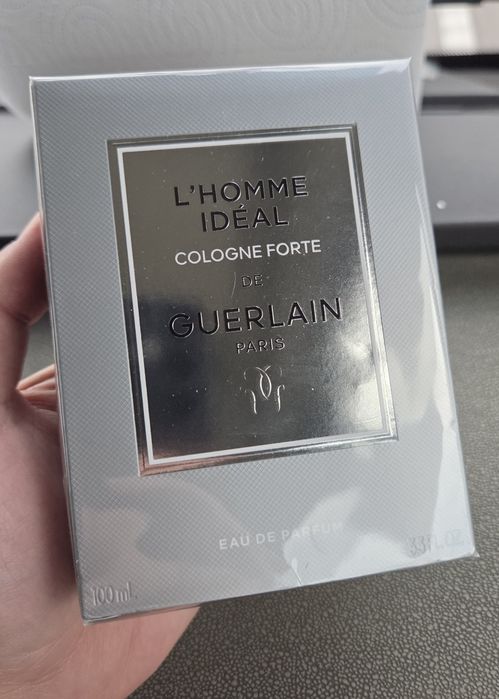 L'HOMME
IDÉAL
COLOGNE FORTE
DE
GUERLAIN
PARIS
EAU DE PARFUM
100 ml. 3.3 FL.OZ.